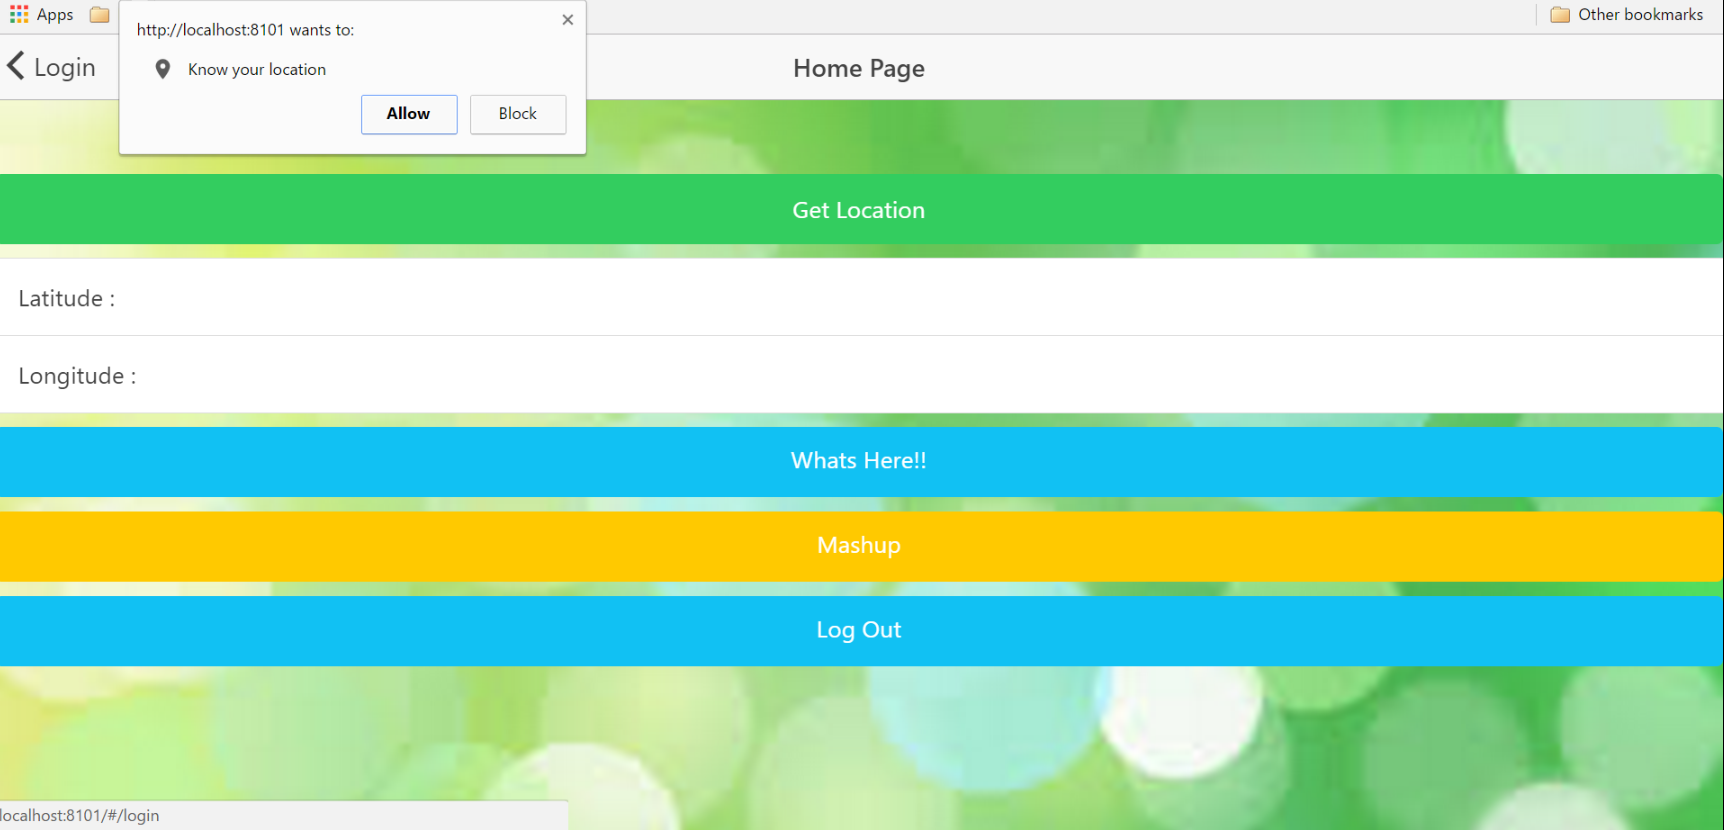 Apps
Other bookmarks
http://localhost:8101 wants to:
Know your location
Allow
Block
Login
Home Page
Get Location
Latitude :
Longitude :
Whats Here!!
Mashup
Log Out
localhost:8101/#/login